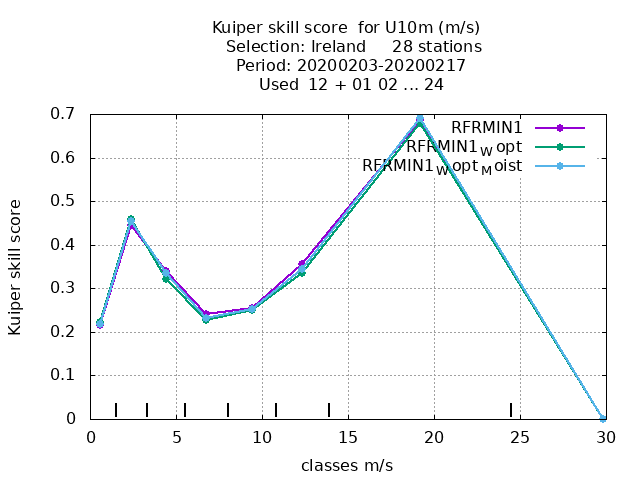 Kuiper skill score  for U10m (m/s)
Selection: Ireland     28 stations
Period: 20200203-20200217
Used  12 + 01 02 ... 24
0.7
0.6
0.5
0.4
0.3
0.2
0.1
0
Kuiper skill score
RFRMIN1
RFRMIN1W opt
RFRMIN1W opt Moist
0 5 10 15 20 25 30
classes m/s